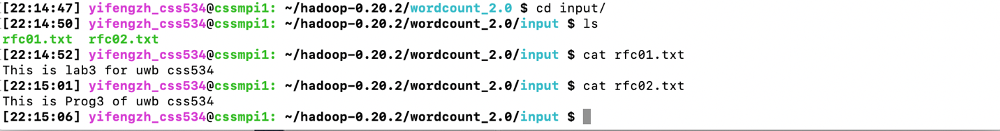 [22:14:47] yifengzh_css534@cssmpi1: ~/hadoop-0.20.2/wordcount_2.0 $ cd input/
[22:14:50] yifengzh_css534@cssmpi1: ~/hadoop-0.20.2/wordcount_2.0/input $ ls
rfc01.txt  rfc02.txt
[22:14:52] yifengzh_css534@cssmpi1: ~/hadoop-0.20.2/wordcount_2.0/input $ cat rfc01.txt
This is lab3 for uwb css534
[22:15:01] yifengzh_css534@cssmpi1: ~/hadoop-0.20.2/wordcount_2.0/input $ cat rfc02.txt
This is Prog3 of uwb css534
[22:15:06] yifengzh_css534@cssmpi1: ~/hadoop-0.20.2/wordcount_2.0/input $